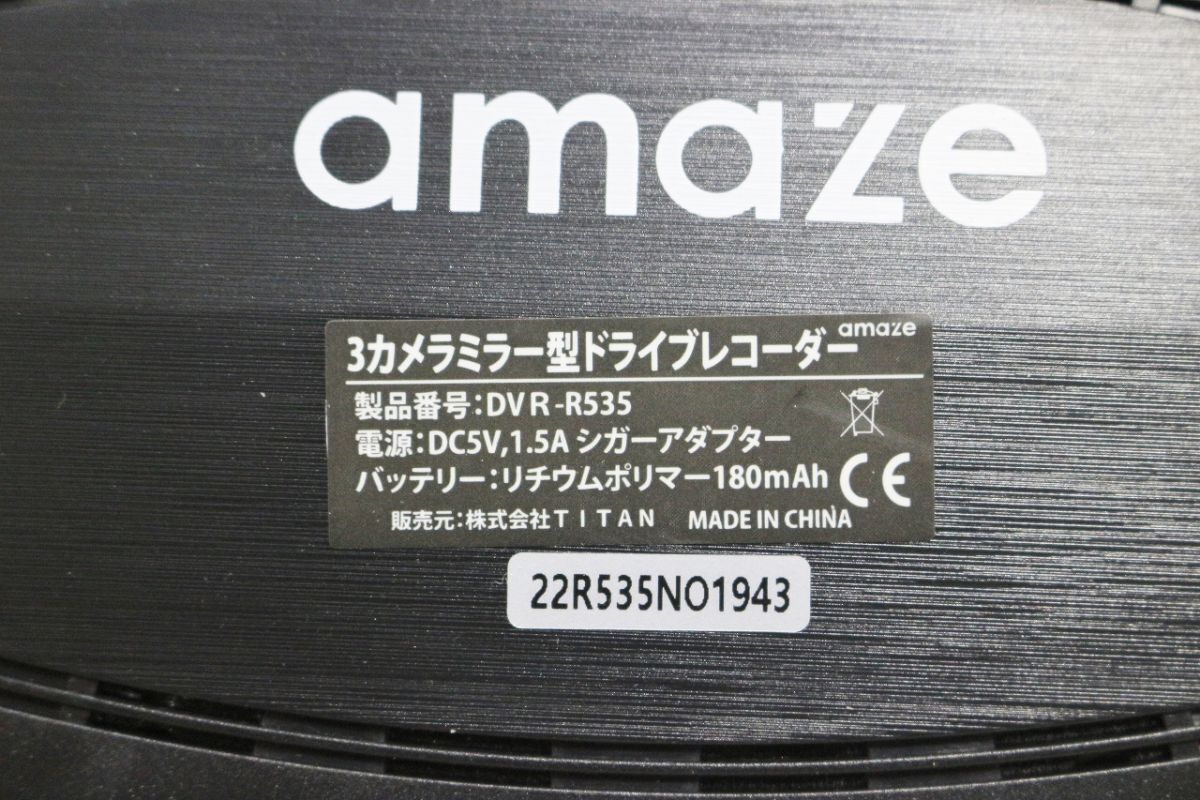 amaze
3カメラミラー型ドライブレコーダー amaze
製品番号:DVR-R535
電源:DC5V,1.5Aシガーアダプター
バッテリー:リチウムポリマー180mAh
CE
販売元:株式会社TITAN MADE IN CHINA
22R535NO1943